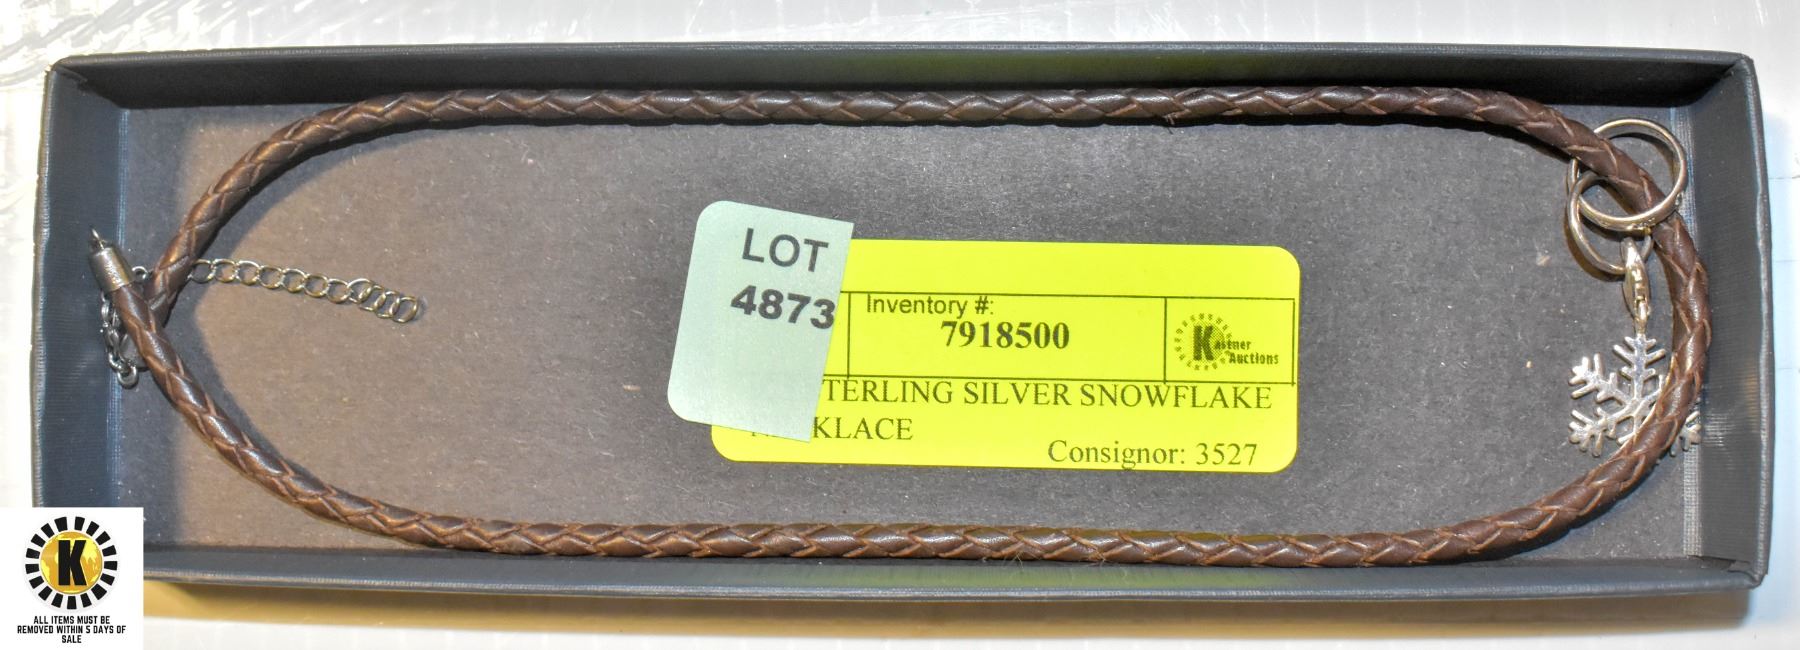 LOT
4873
Inventory #:
7918500
Kastner
Auctions
TERLING SILVER SNOWFLAKE
KLACE
Consignor: 3527
K
ALL ITEMS MUST BE
REMOVED WITHIN 5 DAYS OF
SALE